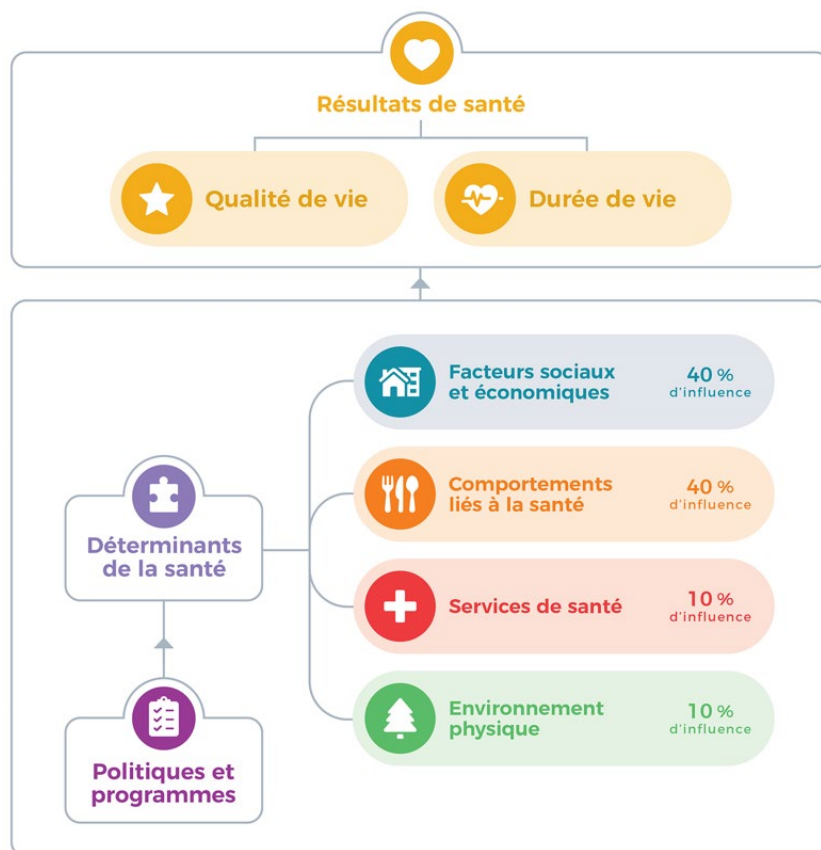 Résultats de santé
Qualité de vie
Durée de vie
Facteurs sociaux
et économiques
40 %
d'influence
Comportements
liés à la santé
40 %
d'influence
Déterminants
de la santé
Services de santé
10 %
d'influence
Environnement
physique
10 %
d'influence
Politiques et
programmes